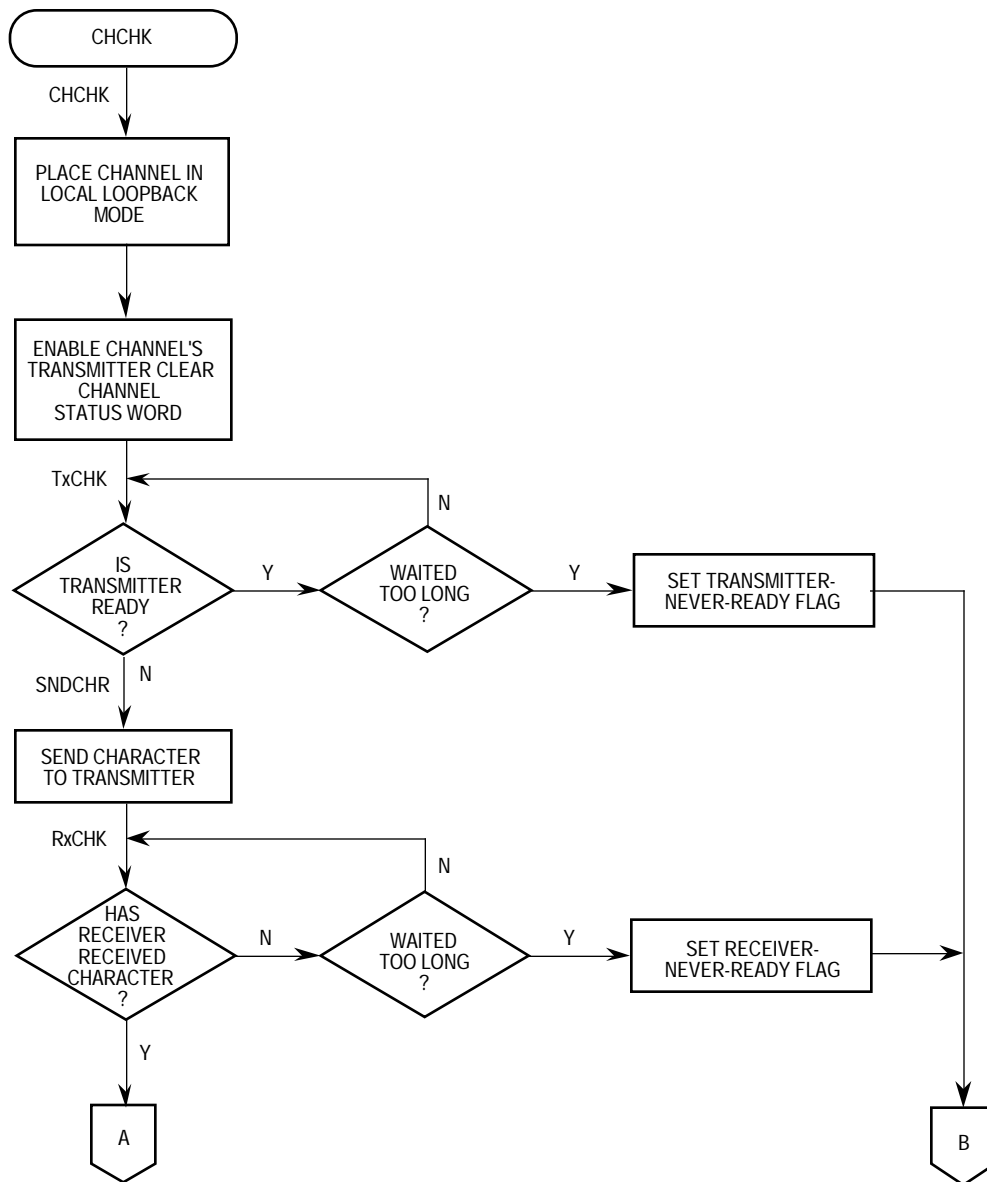 CHCHK
CHCHK
PLACE CHANNEL IN
LOCAL LOOPBACK
MODE
ENABLE CHANNEL'S
TRANSMITTER CLEAR
CHANNEL
STATUS WORD
TxCHK
N
IS
TRANSMITTER
READY
?
Y
WAITED
TOO LONG
?
Y
SET TRANSMITTER-
NEVER-READY FLAG
SNDCHR
N
SEND CHARACTER
TO TRANSMITTER
RxCHK
N
HAS
RECEIVER
RECEIVED
CHARACTER
?
N
WAITED
TOO LONG
?
Y
SET RECEIVER-
NEVER-READY FLAG
Y
A
B